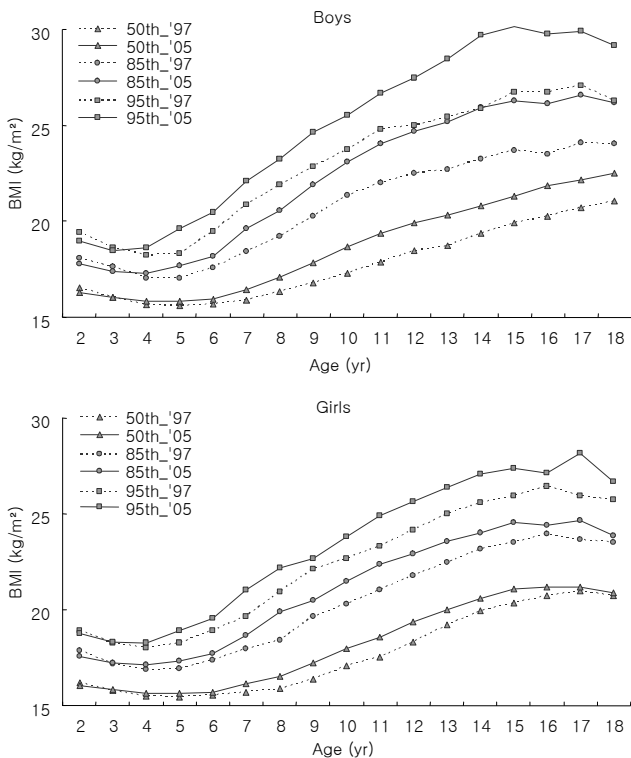 Boys
30
25
20
15
BMI (kg/m²)
50th_'97
50th_'05
85th_'97
85th_'05
95th_'97
95th_'05
2 3 4 5 6 7 8 9 10 11 12 13 14 15 16 17 18
Age (yr)
Girls
30
25
20
15
BMI (kg/m²)
50th_'97
50th_'05
85th_'97
85th_'05
95th_'97
95th_'05
2 3 4 5 6 7 8 9 10 11 12 13 14 15 16 17 18
Age (yr)